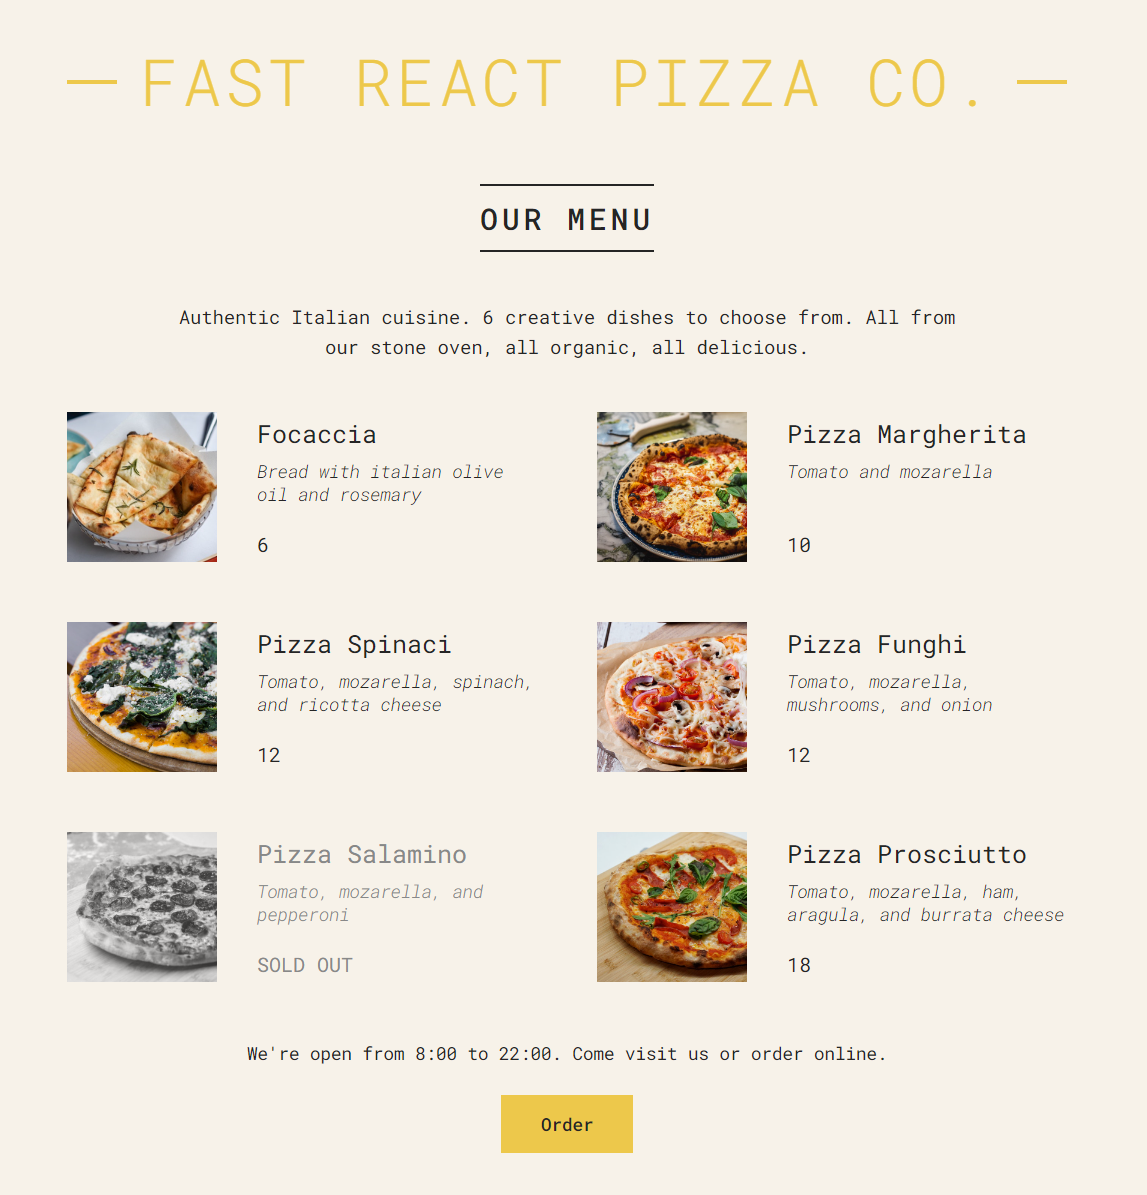 FAST REACT PIZZA CO.
OUR MENU
Authentic Italian cuisine. 6 creative dishes to choose from. All from
our stone oven, all organic, all delicious.
Focaccia
Bread with italian olive
oil and rosemary
6
Pizza Margherita
Tomato and mozarella
10
Pizza Spinaci
Tomato, mozarella, spinach,
and ricotta cheese
12
Pizza Funghi
Tomato, mozarella,
mushrooms, and onion
12
Pizza Salamino
Tomato, mozarella, and
pepperoni
SOLD OUT
Pizza Prosciutto
Tomato, mozarella, ham,
aragula, and burrata cheese
18
We're open from 8:00 to 22:00. Come visit us or order online.
Order